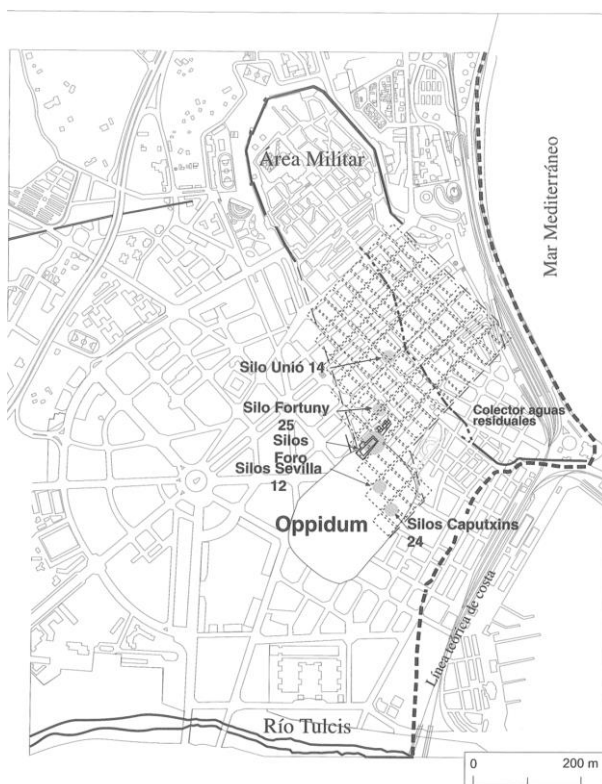 Área Militar
Mar Mediterráneo
Silo Unió 14
Silo Fortuny
25
Silos
Foro
Colector aguas
residuales
Silos Sevilla
12
Oppidum
Silos Caputxins
24
Línea teórica de costa
Río Tulcis
0 200 m